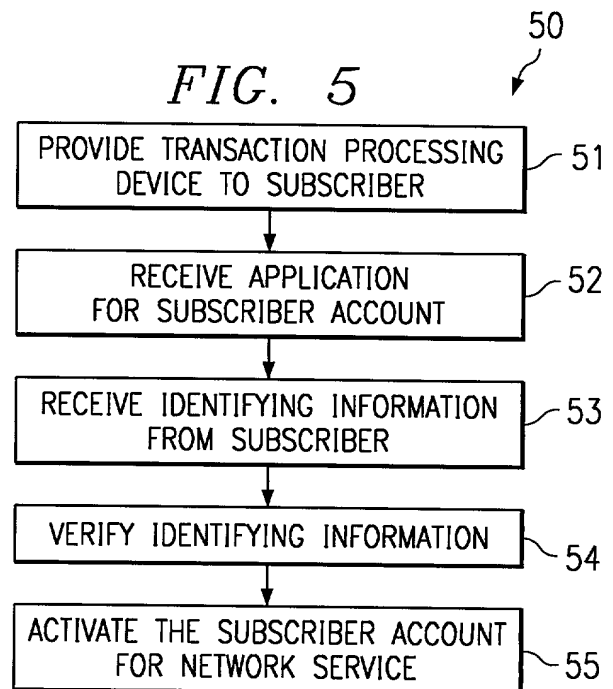 50
FIG. 5
PROVIDE TRANSACTION PROCESSING
DEVICE TO SUBSCRIBER
51
RECEIVE APPLICATION
FOR SUBSCRIBER ACCOUNT
52
RECEIVE IDENTIFYING INFORMATION
FROM SUBSCRIBER
53
VERIFY IDENTIFYING INFORMATION
54
ACTIVATE THE SUBSCRIBER ACCOUNT
FOR NETWORK SERVICE
55